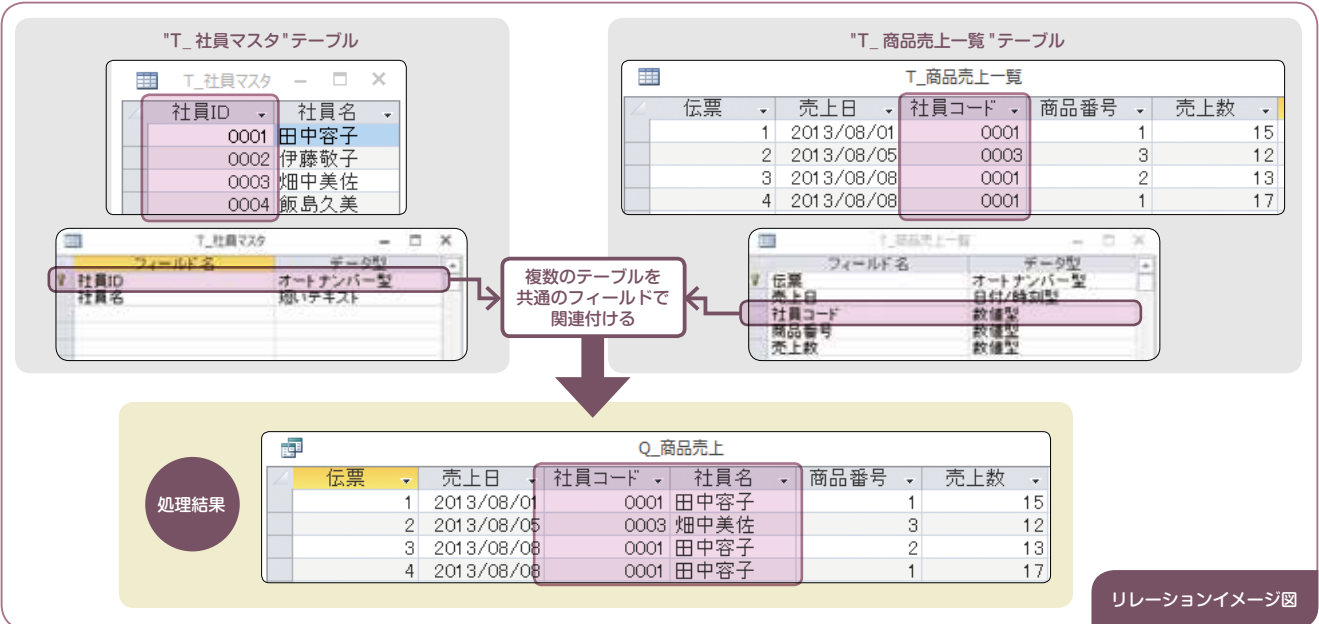 "T_ 社員マスタ"テーブル
T_社員マスタ
社員ID 社員名
0001 田中容子
0002 伊藤敬子
0003 畑中美佐
0004 飯島久美
T_社員マスタ
フィールド名 データ型
社員ID オートナンバー型
社員名 短いテキスト
"T_ 商品売上一覧 "テーブル
T_商品売上一覧
伝票 売上日 社員コード 商品番号 売上数
1 2013/08/01 0001 1 15
2 2013/08/05 0003 3 12
3 2013/08/08 0001 2 13
4 2013/08/08 0001 1 17
T_商品売上一覧
フィールド名 データ型
伝票 オートナンバー型
売上日 日付/時刻型
社員コード 数値型
商品番号 数値型
売上数 数値型
複数のテーブルを
共通のフィールドで
関連付ける
処理結果
Q_商品売上
伝票 売上日 社員コード 社員名 商品番号 売上数
1 2013/08/01 0001 田中容子 1 15
2 2013/08/05 0003 畑中美佐 3 12
3 2013/08/08 0001 田中容子 2 13
4 2013/08/08 0001 田中容子 1 17
リレーションイメージ図